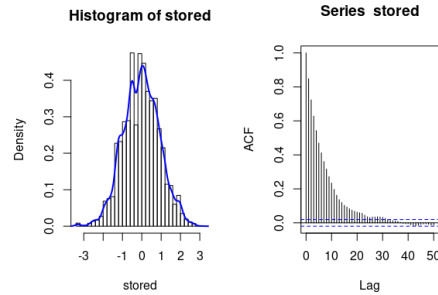 Histogram of stored
Density
0.0 0.1 0.2 0.3 0.4
-3 -1 0 1 2 3
stored
Series stored
ACF
0.0 0.2 0.4 0.6 0.8 1.0
0 10 20 30 40 50
Lag